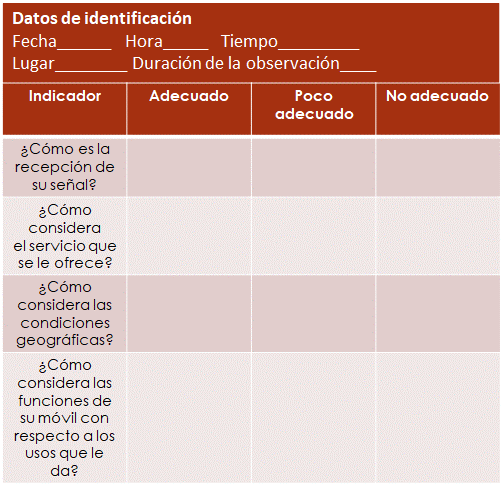 Datos de identificación
Fecha______ Hora_____ Tiempo_________
Lugar________ Duración de la observación____
Indicador Adecuado Poco adecuado No adecuado
¿Cómo es la
recepción de
su señal?
¿Cómo
considera
el servicio que
se le ofrece?
¿Cómo
considera las
condiciones
geográficas?
¿Cómo
considera las
funciones de
su móvil con
respecto a los
usos que le
da?